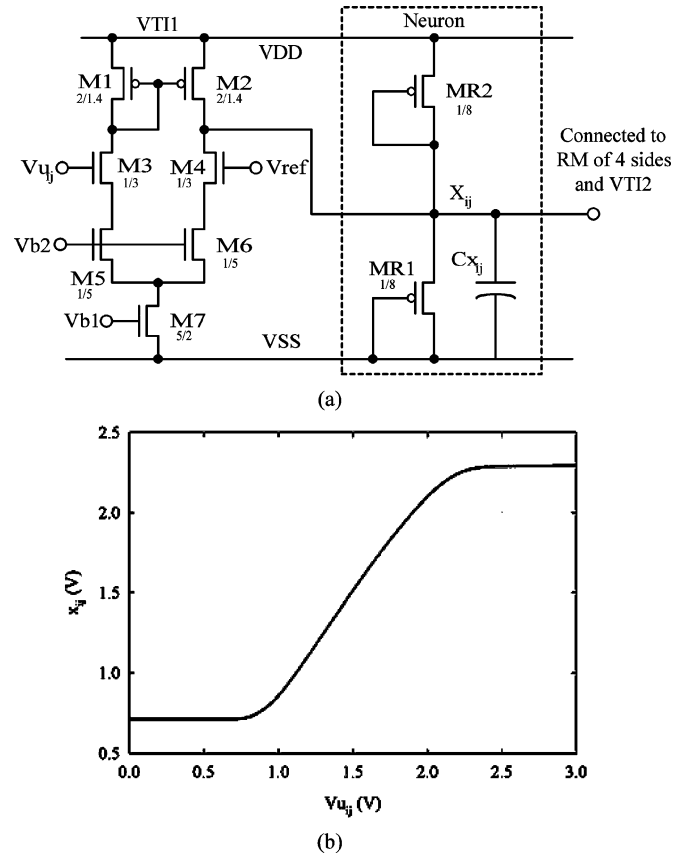 VTI1
Neuron
VDD
M1
2/1.4
M2
2/1.4
MR2
1/8
Connected to
RM of 4 sides
and VTI2
Vuij
M3
1/3
M4
1/3
Vref
Xij
Vb2
M5
1/5
M6
1/5
MR1
1/8
Cxij
Vb1
M7
5/2
VSS
(a)
2.5
2.0
1.5
1.0
0.5
xij (V)
0.0 0.5 1.0 1.5 2.0 2.5 3.0
Vuij (V)
(b)